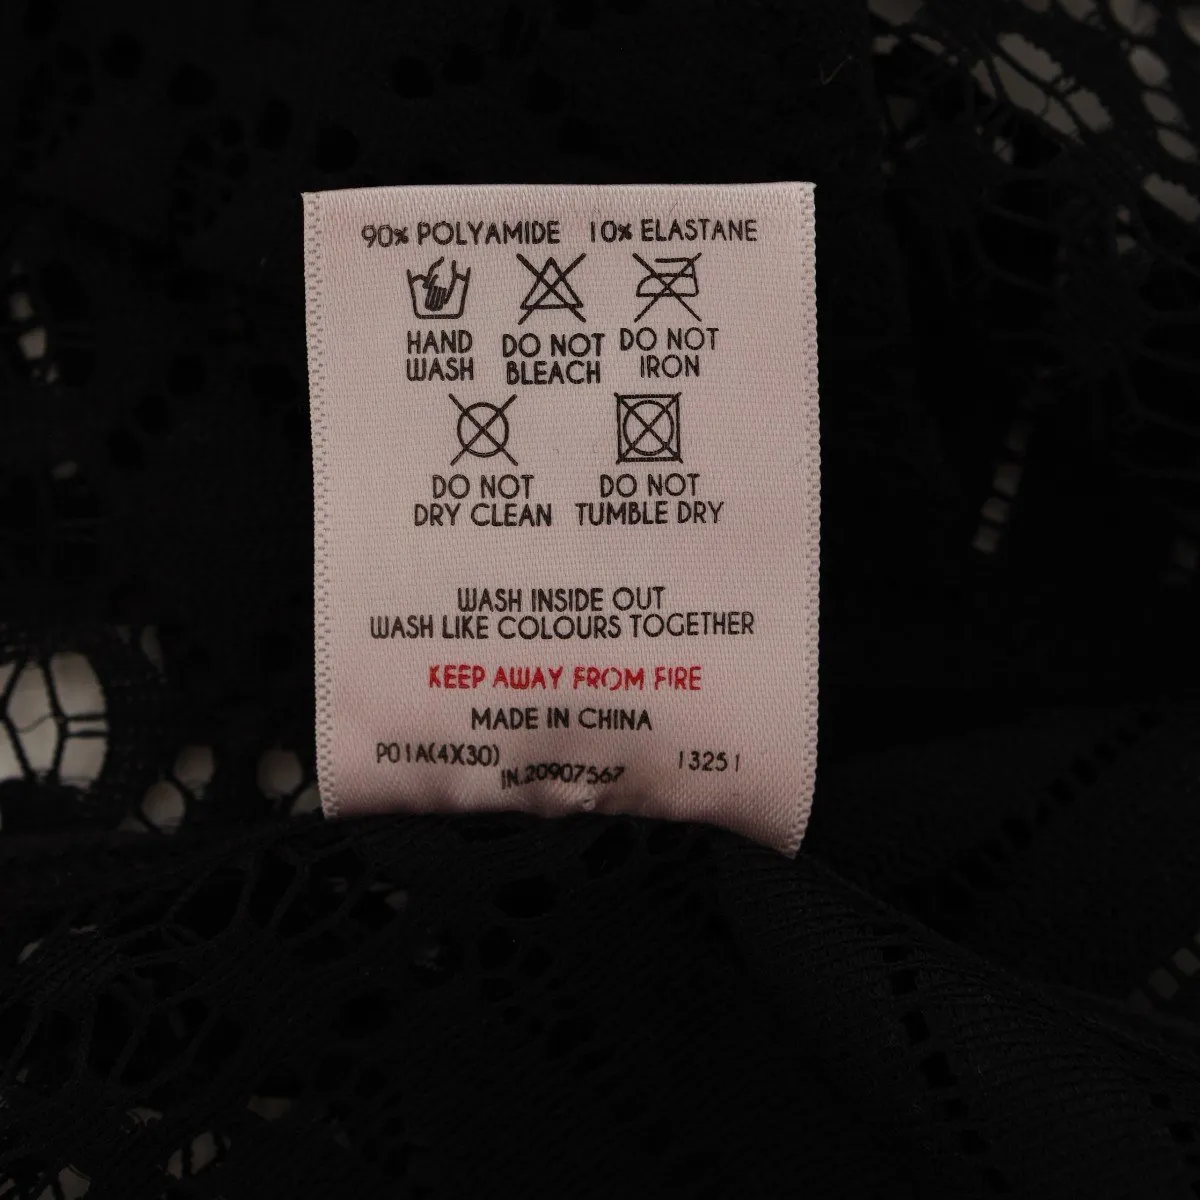 90% POLYAMIDE 10% ELASTANE
HAND WASH
DO NOT BLEACH
DO NOT IRON
DO NOT DRY CLEAN
DO NOT TUMBLE DRY
WASH INSIDE OUT
WASH LIKE COLOURS TOGETHER
KEEP AWAY FROM FIRE
MADE IN CHINA
P01A(4X30) IN.20907567 13251